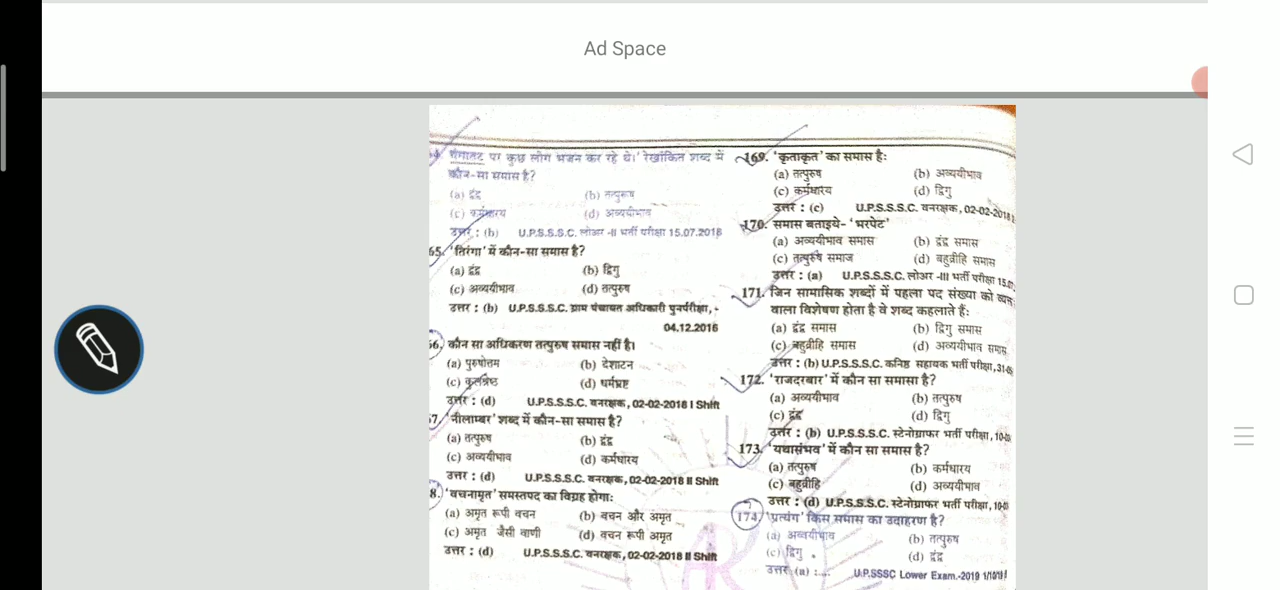 Ad Space
गंगातट पर कुछ लोग भजन कर रहे थे।' रेखांकित शब्द में
कौन-सा समास है?
(a) द्वंद्व (b) तत्पुरुष
(c) कर्मधारय (d) अव्ययीभाव
उत्तर : (b) U.P.S.S.S.C. लोअर -II भर्ती परीक्षा 15.07.2018
65. 'तिरंगा' में कौन-सा समास है?
(a) द्वंद्व (b) द्विगु
(c) अव्ययीभाव (d) तत्पुरुष
उत्तर : (b) U.P.S.S.S.C. ग्राम पंचायत अधिकारी पुनर्परीक्षा, -
04.12.2016
66. कौन सा अधिकरण तत्पुरुष समास नहीं है।
(a) पुरुषोत्तम (b) देशाटन
(c) कुलश्रेष्ठ (d) धर्मभ्रष्ट
उत्तर : (d) U.P.S.S.S.C. वनरक्षक, 02-02-2018 I Shift
7. 'नीलाम्बर' शब्द में कौन-सा समास है?
(a) तत्पुरुष (b) द्वंद्व
(c) अव्ययीभाव (d) कर्मधारय
उत्तर : (d) U.P.S.S.S.C. वनरक्षक, 02-02-2018 II Shift
8. 'वचनामृत' समस्तपद का विग्रह होगाः
(a) अमृत रूपी वचन (b) वचन और अमृत
(c) अमृत जैसी वाणी (d) वचन रूपी अमृत
उत्तर : (d) U.P.S.S.S.C. वनरक्षक, 02-02-2018 II Shift
169. 'कृताकृत' का समास हैः
(a) तत्पुरुष (b) अव्ययीभाव
(c) कर्मधारय (d) द्विगु
उत्तर : (c) U.P.S.S.S.C. वनरक्षक, 02-02-2018
170. समास बताइये- 'भरपेट'
(a) अव्ययीभाव समास (b) द्वंद्व समास
(c) तत्पुरुष समाज (d) बहुव्रीहि समास
उत्तर : (a) U.P.S.S.S.C. लोअर -III भर्ती परीक्षा 15.
171. जिन सामासिक शब्दों में पहला पद संख्या को
वाला विशेषण होता है वे शब्द कहलाते हैंः
(a) द्वंद्व समास (b) द्विगु समास
(c) बहुव्रीहि समास (d) अव्ययीभाव समास
उत्तर : (b) U.P.S.S.S.C. कनिष्ठ सहायक भर्ती परीक्षा, 31
172. 'राजदरबार' में कौन सा समासा है?
(a) अव्ययीभाव (b) तत्पुरुष
(c) द्वंद्व (d) द्विगु
उत्तर : (b) U.P.S.S.S.C. स्टेनोग्राफर भर्ती परीक्षा, 10
173. 'यथासंभव' में कौन सा समास है?
(a) तत्पुरुष (b) कर्मधारय
(c) बहुव्रीहि (d) अव्ययीभाव
उत्तर : (d) U.P.S.S.S.C. स्टेनोग्राफर भर्ती परीक्षा, 10
174. 'प्रत्यंग' किस समास का उदाहरण है?
(a) अव्ययीभाव (b) तत्पुरुष
(c) द्विगु (d) द्वंद्व
उत्तर (a) :.... U.P.SSSC Lower Exam.-2019